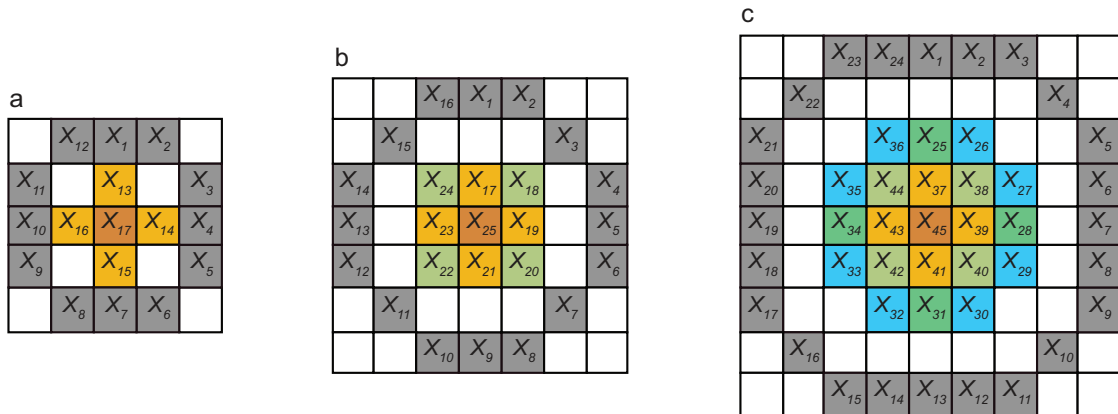 a
X12 X1 X2
X11 X13 X3
X10 X16 X17 X14 X4
X9 X15 X5
X8 X7 X6
b
X16 X1 X2
X15 X3
X14 X24 X17 X18 X4
X13 X23 X25 X19 X5
X12 X22 X21 X20 X6
X11 X7
X10 X9 X8
c
X23 X24 X1 X2 X3
X22 X4
X21 X36 X25 X26 X5
X20 X35 X44 X37 X38 X27 X6
X19 X34 X43 X45 X39 X28 X7
X18 X33 X42 X41 X40 X29 X8
X17 X32 X31 X30 X9
X16 X10
X15 X14 X13 X12 X11